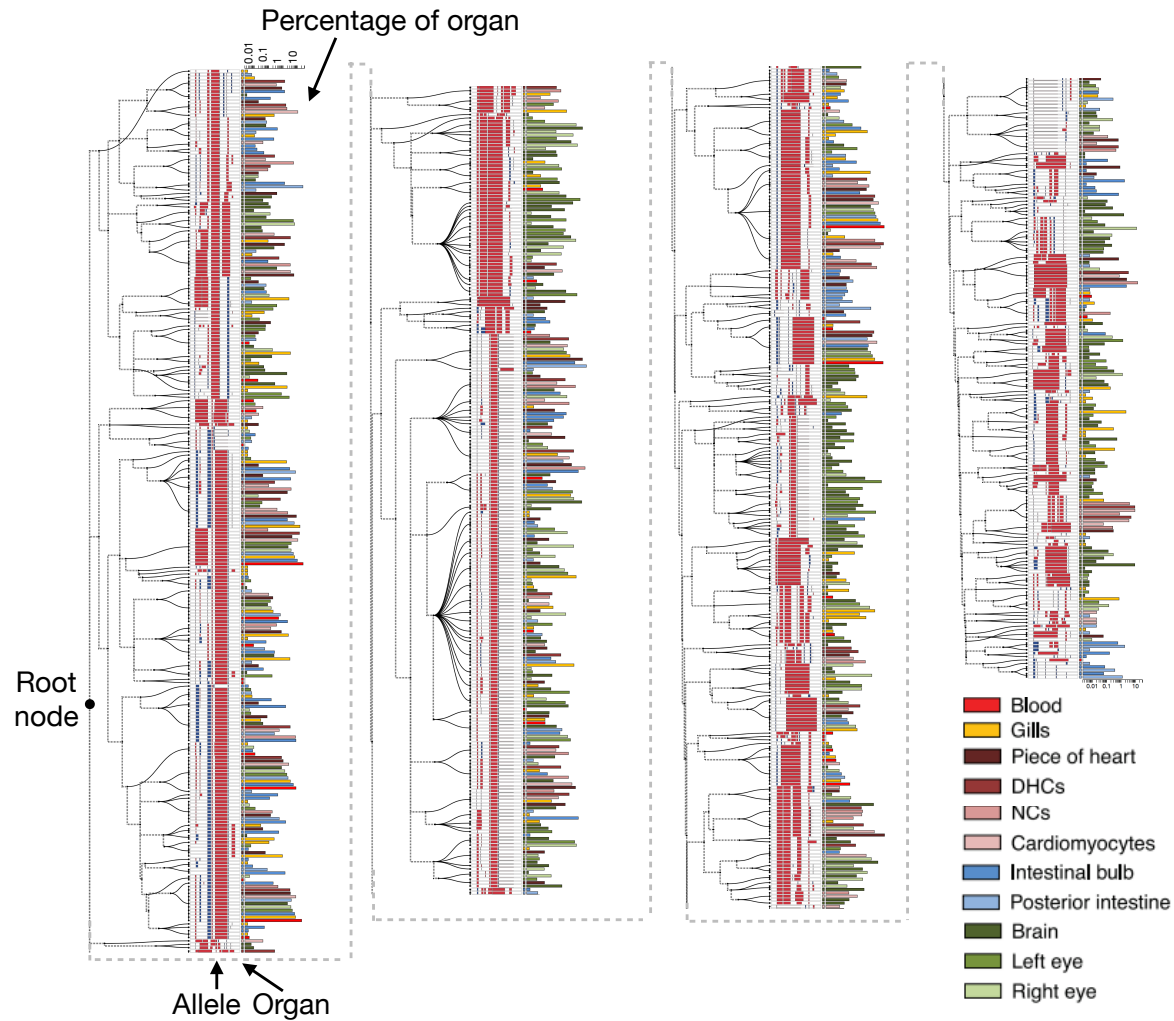 Percentage of organ
0.01
0.1
1
10
Root
node
0.01 0.1 1 10
Blood
Gills
Piece of heart
DHCs
NCs
Cardiomyocytes
Intestinal bulb
Posterior intestine
Brain
Left eye
Right eye
Allele Organ